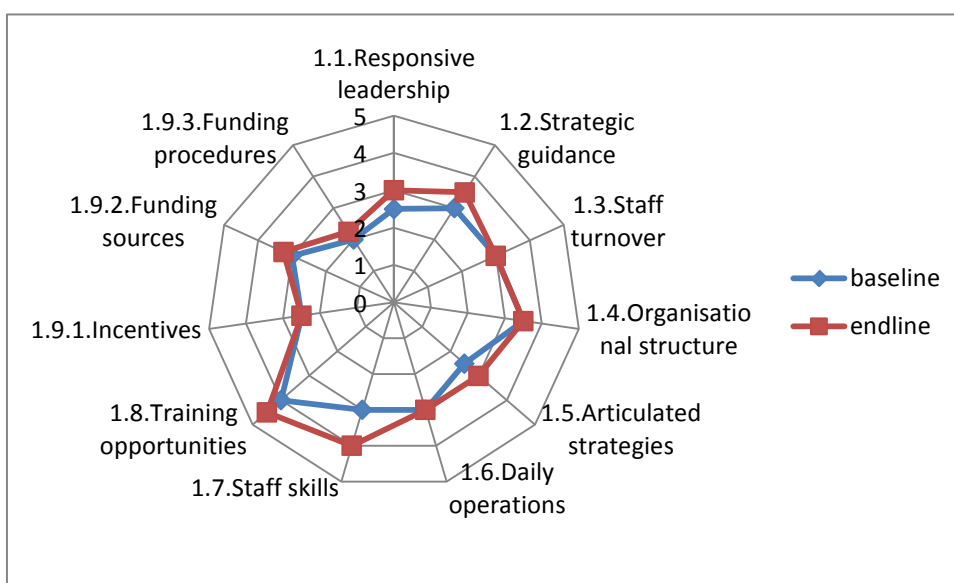 1.1.Responsive
leadership
1.2.Strategic
guidance
1.3.Staff
turnover
1.4.Organisatio
nal structure
1.5.Articulated
strategies
1.6.Daily
operations
1.7.Staff skills
1.8.Training
opportunities
1.9.1.Incentives
1.9.2.Funding
sources
1.9.3.Funding
procedures
5
4
3
2
1
0
baseline
endline